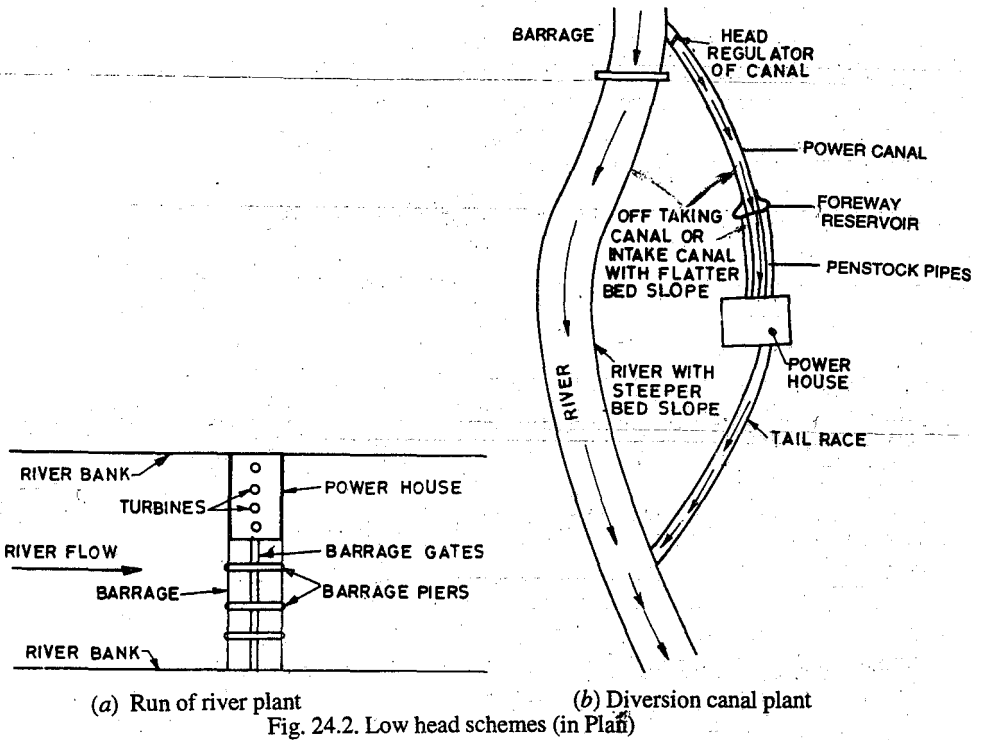 BARRAGE
HEAD
REGULATOR
OF CANAL
POWER CANAL
FOREWAY
RESERVOIR
OFF TAKING
CANAL OR
INTAKE CANAL
WITH FLATTER
BED SLOPE
PENSTOCK PIPES
POWER
HOUSE
RIVER
RIVER WITH
STEEPER
BED SLOPE
TAIL RACE
RIVER BANK
TURBINES
POWER HOUSE
RIVER FLOW
BARRAGE GATES
BARRAGE
BARRAGE PIERS
RIVER BANK
(a) Run of river plant
(b) Diversion canal plant
Fig. 24.2. Low head schemes (in Plan)